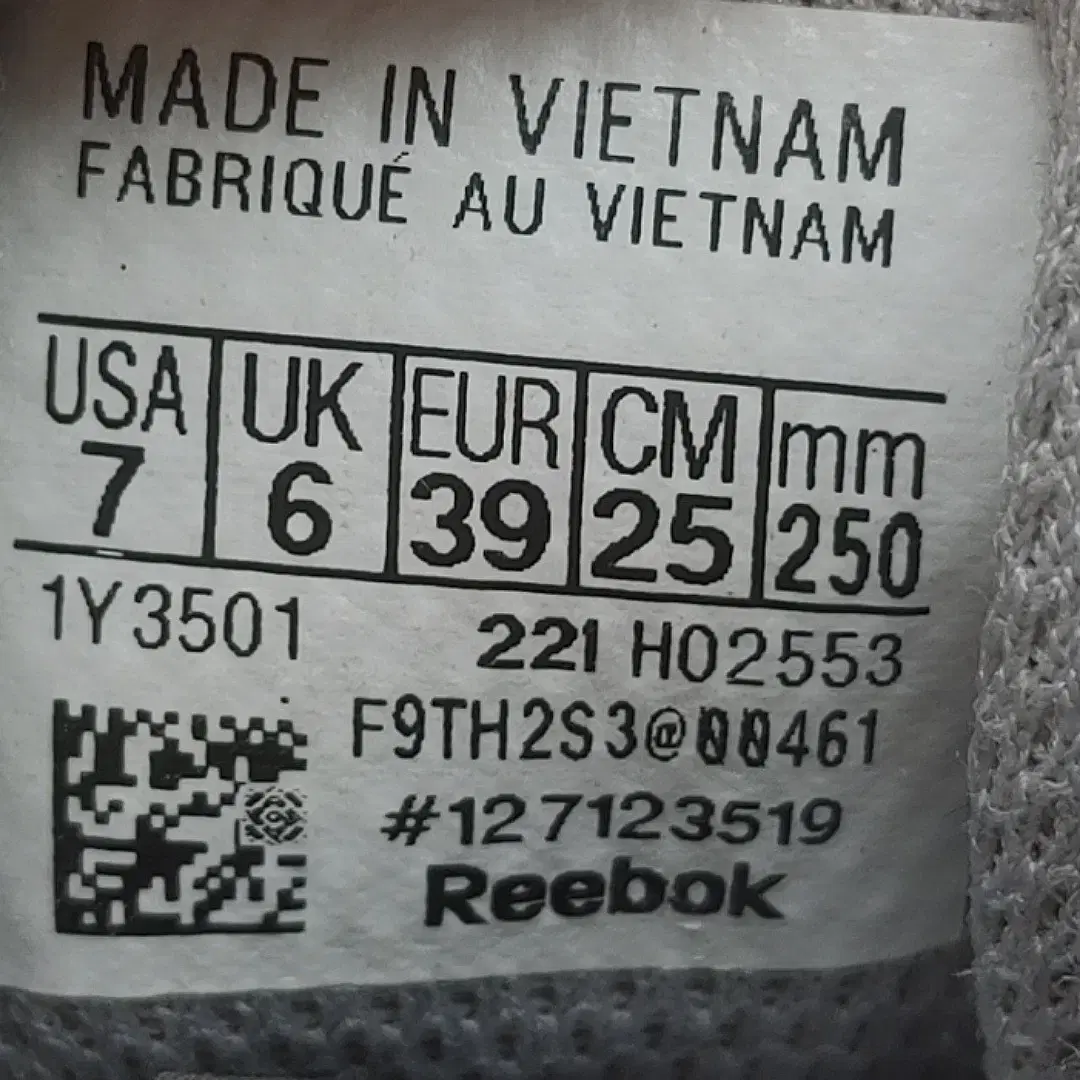 MADE IN VIETNAM
FABRIQUÉ AU VIETNAM
USA UK EUR CM mm
7 6 39 25 250
1Y3501 221 H02553
F9TH2S3@00461
#127123519
Reebok